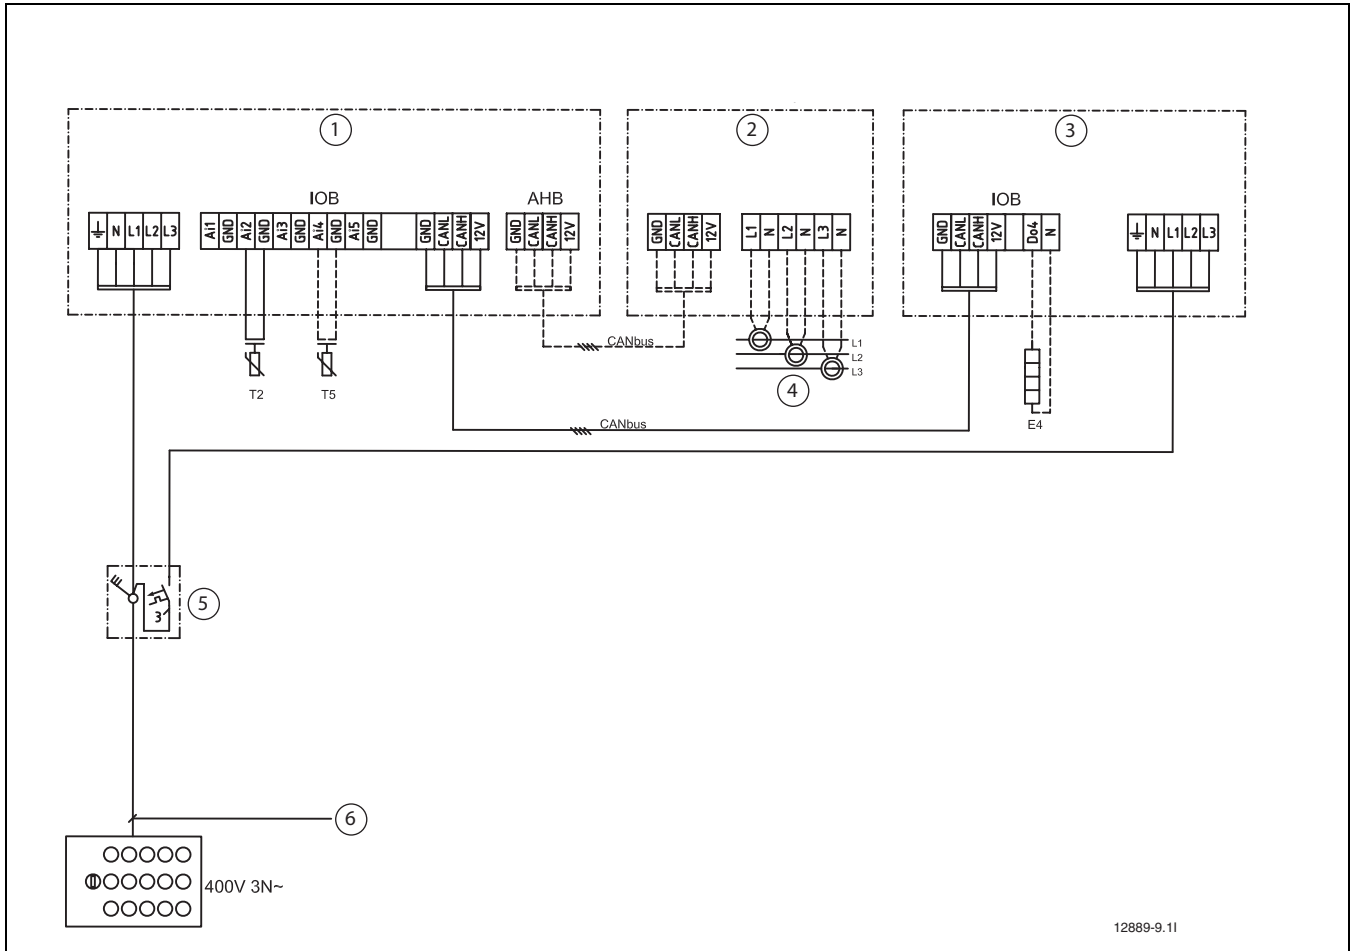 1
2
3
IOB
AHB
IOB
N L1 L2 L3
Ai1 GND Ai2 GND Ai3 GND Ai4 GND Ai5 GND
GND CANL CANH 12V
GND CANL CANH 12V
GND CANL CANH 12V
L1 N L2 N L3 N
GND CANL CANH 12V Do4 N
N L1 L2 L3
CANbus
L1
L2
L3
T2
T5
4
CANbus
E4
3
5
6
400V 3N~
12889-9.1I